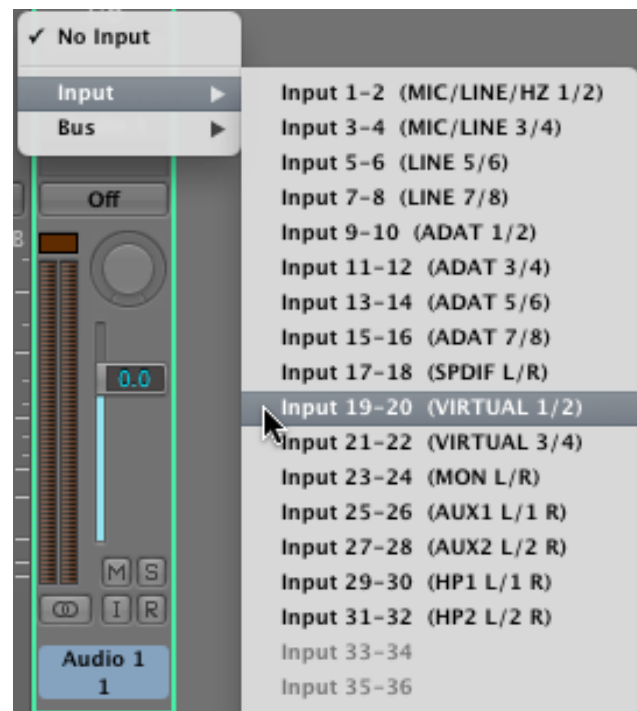 ✓ No Input
Input
Bus
Input 1-2 (MIC/LINE/HZ 1/2)
Input 3-4 (MIC/LINE 3/4)
Input 5-6 (LINE 5/6)
Input 7-8 (LINE 7/8)
Input 9-10 (ADAT 1/2)
Input 11-12 (ADAT 3/4)
Input 13-14 (ADAT 5/6)
Input 15-16 (ADAT 7/8)
Input 17-18 (SPDIF L/R)
Input 19-20 (VIRTUAL 1/2)
Input 21-22 (VIRTUAL 3/4)
Input 23-24 (MON L/R)
Input 25-26 (AUX1 L/1 R)
Input 27-28 (AUX2 L/2 R)
Input 29-30 (HP1 L/1 R)
Input 31-32 (HP2 L/2 R)
Input 33-34
Input 35-36
Off
0.0
M S
I R
Audio 1
1